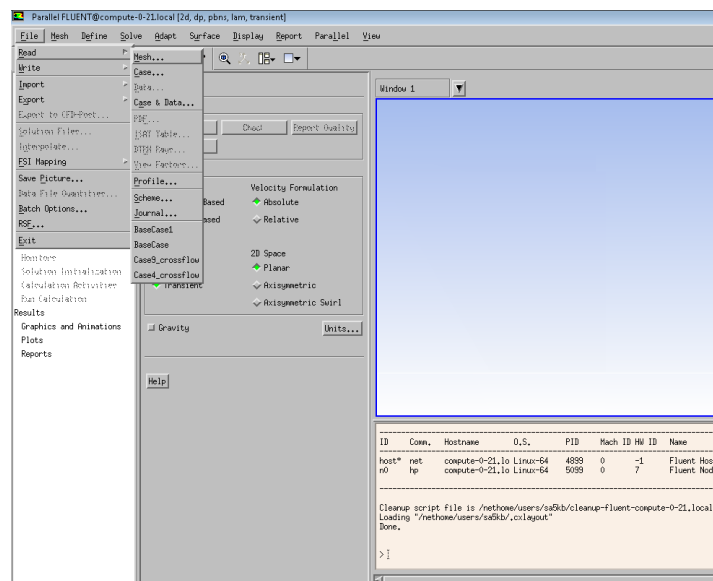 Parallel FLUENT@compute-0-21.local [2d, dp, pbns, lam, transient]
File Mesh Define Solve Adapt Surface Display Report Parallel View
Read
Write
Import
Export
Export to CFD-Post...
Solution Files...
Interpolate...
FSI Mapping
Save Picture...
Data File Quantities...
Batch Options...
RSF...
Exit
Mesh...
Case...
Data...
Case & Data...
PDF...
ISAT Table...
DTRM Rays...
View Factors...
Profile...
Scheme...
Journal...
BaseCase1
BaseCase
Case9_crossflow
Case4_crossflow
Monitors
Solution Initialization
Calculation Activities
Run Calculation
Results
Graphics and Animations
Plots
Reports
Check Report Quality
Velocity Formulation
Based Absolute
ased Relative
2D Space
Planar
Transient Axisymmetric
Axisymmetric Swirl
Gravity Units...
Help
Window 1
ID Comm. Hostname O.S. PID Mach ID HW ID Name
host* net compute-0-21.lo Linux-64 4899 0 -1 Fluent Hos
n0 hp compute-0-21.lo Linux-64 5099 0 7 Fluent Nod
Cleanup script file is /nethome/users/sa5kb/cleanup-fluent-compute-0-21.local
Loading "/nethome/users/sa5kb/.cxlayout"
Done.
>